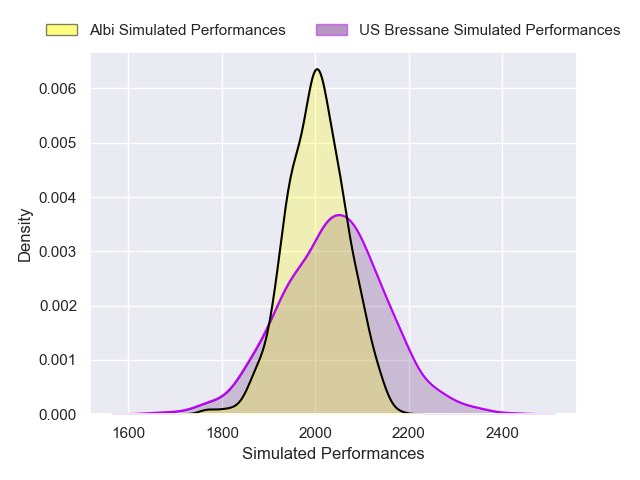 Albi Simulated Performances
US Bressane Simulated Performances
0.006
0.005
0.004
0.003
0.002
0.001
0.000
Density
1600 1800 2000 2200 2400
Simulated Performances